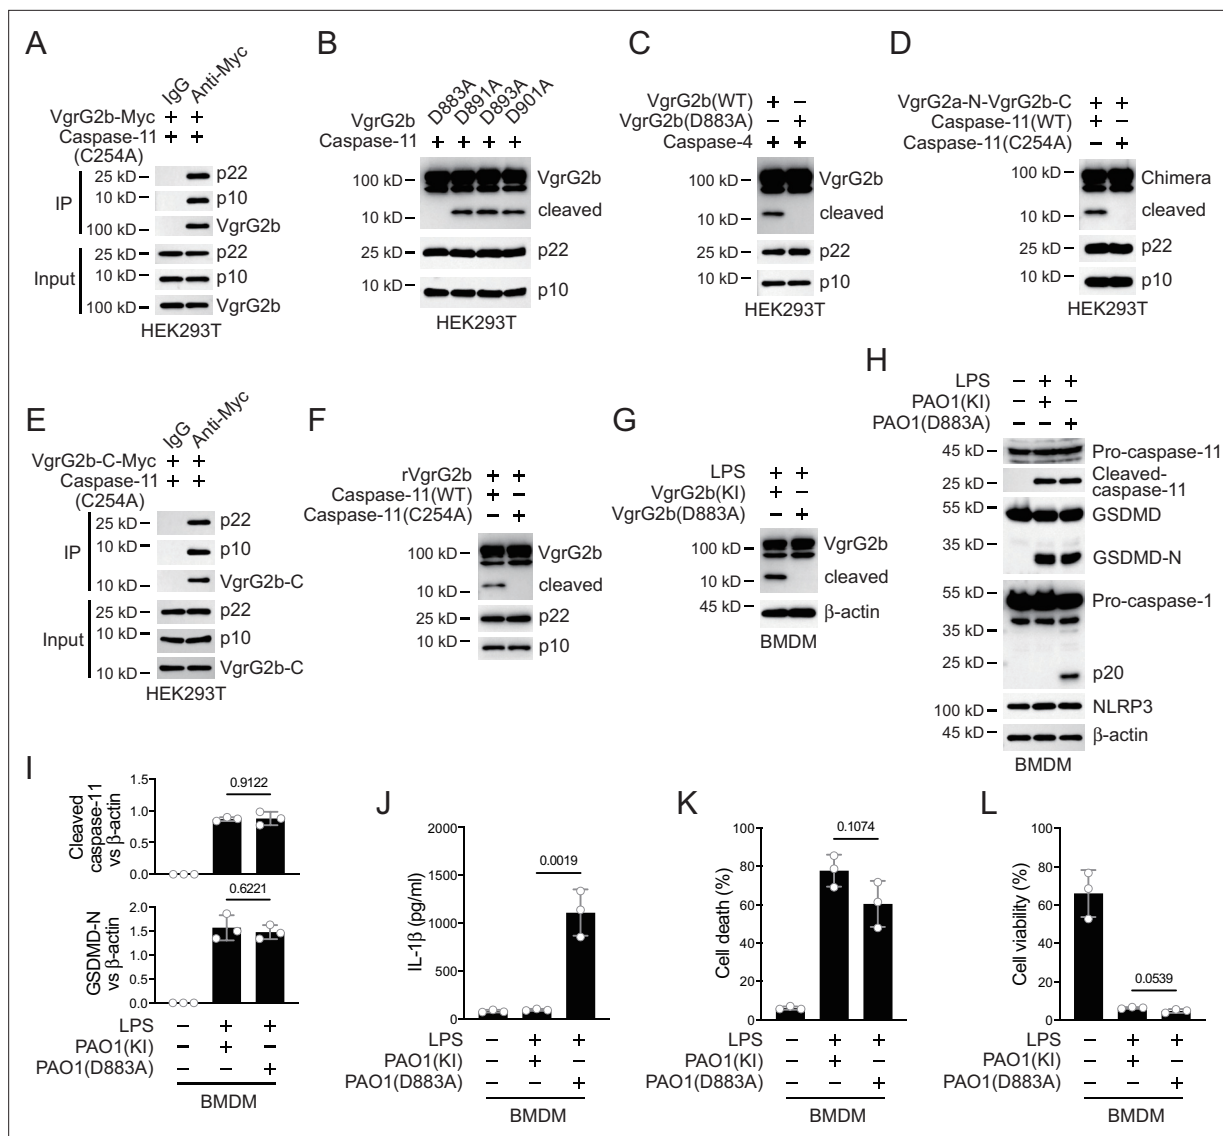 A
IgG
Anti-Myc
VgrG2b-Myc + +
Caspase-11 + +
(C254A)
IP
25 kD p22
10 kD p10
100 kD VgrG2b
Input
25 kD p22
10 kD p10
100 kD VgrG2b
HEK293T
B
VgrG2b D883A D891A D893A D901A
Caspase-11 + + + +
100 kD VgrG2b
10 kD cleaved
25 kD p22
10 kD p10
HEK293T
C
VgrG2b(WT) + –
VgrG2b(D883A) – +
Caspase-4 + +
100 kD VgrG2b
10 kD cleaved
25 kD p22
10 kD p10
HEK293T
D
VgrG2a-N-VgrG2b-C + +
Caspase-11(WT) + –
Caspase-11(C254A) – +
100 kD Chimera
10 kD cleaved
25 kD p22
10 kD p10
HEK293T
E
IgG
Anti-Myc
VgrG2b-C-Myc + +
Caspase-11 + +
(C254A)
IP
25 kD p22
10 kD p10
10 kD VgrG2b-C
Input
25 kD p22
10 kD p10
10 kD VgrG2b-C
HEK293T
F
rVgrG2b + +
Caspase-11(WT) + –
Caspase-11(C254A) – +
100 kD VgrG2b
10 kD cleaved
25 kD p22
10 kD p10
G
LPS + +
VgrG2b(KI) + –
VgrG2b(D883A) – +
100 kD VgrG2b
10 kD cleaved
45 kD β-actin
BMDM
H
LPS – + +
PAO1(KI) – + –
PAO1(D883A) – – +
45 kD Pro-caspase-11
25 kD Cleaved-
caspase-11
55 kD GSDMD
35 kD GSDMD-N
55 kD Pro-caspase-1
35 kD
25 kD p20
100 kD NLRP3
45 kD β-actin
BMDM
I
Cleaved
caspase-11
vs β-actin
1.5
1.0
0.5
0.0
0.9122
GSDMD-N
vs β-actin
2.0
1.5
1.0
0.5
0.0
0.6221
LPS – + +
PAO1(KI) – + –
PAO1(D883A) – – +
BMDM
J
IL-1β (pg/ml)
2000
1500
1000
500
0
0.0019
LPS – + +
PAO1(KI) – + –
PAO1(D883A) – – +
BMDM
K
Cell death (%)
100
80
60
40
20
0
0.1074
LPS – + +
PAO1(KI) – + –
PAO1(D883A) – – +
BMDM
L
Cell viability (%)
100
80
60
40
20
0
0.0539
LPS – + +
PAO1(KI) – + –
PAO1(D883A) – – +
BMDM